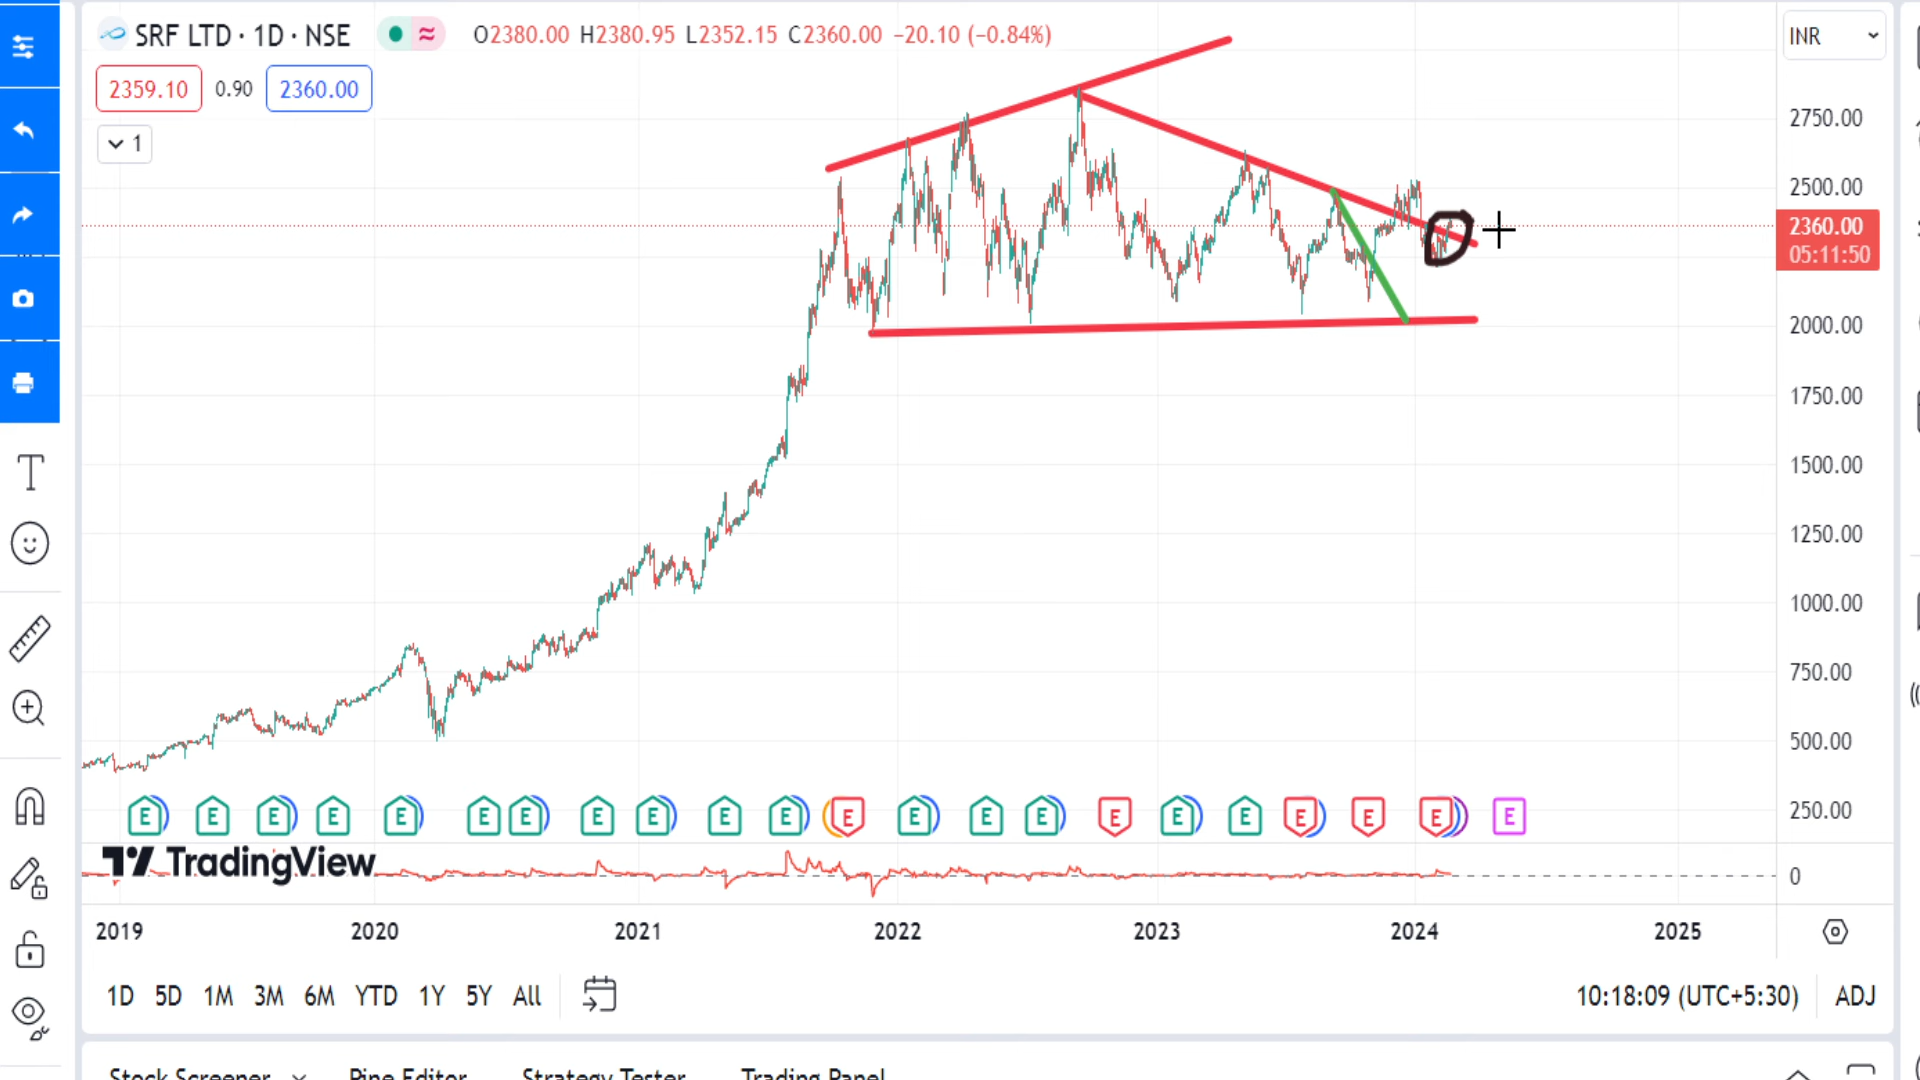 SRF LTD · 1D · NSE
O2380.00 H2380.95 L2352.15 C2360.00 −20.10 (−0.84%)
INR
2359.10 0.90 2360.00
1
2750.00
2500.00
2360.00
05:11:50
2000.00
1750.00
1500.00
1250.00
1000.00
750.00
500.00
250.00
E E E E E E E E E E E E E E E E E E E E E E
TradingView
0
2019 2020 2021 2022 2023 2024 2025
1D 5D 1M 3M 6M YTD 1Y 5Y All
10:18:09 (UTC+5:30) ADJ
Stock Screener Pine Editor Strategy Tester Trading Panel